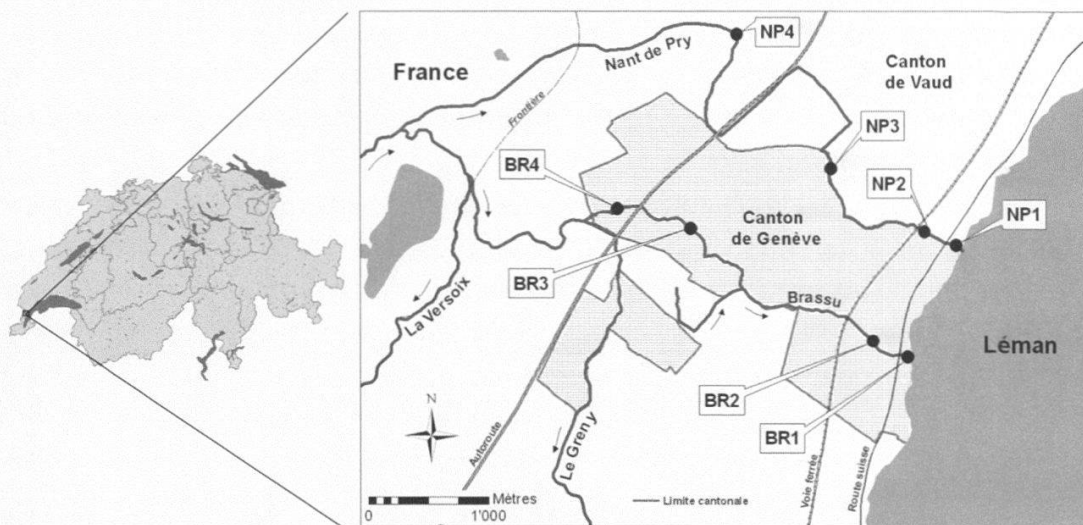 NP4
Nant de Pry
France
Canton
de Vaud
Frontière
NP3
BR4
NP2
NP1
Canton
de Genève
BR3
La Versoix
Brassu
Léman
BR2
N
BR1
Autoroute
Le Greny
Voie ferrée
Route suisse
Mètres
Limite cantonale
0
1'000